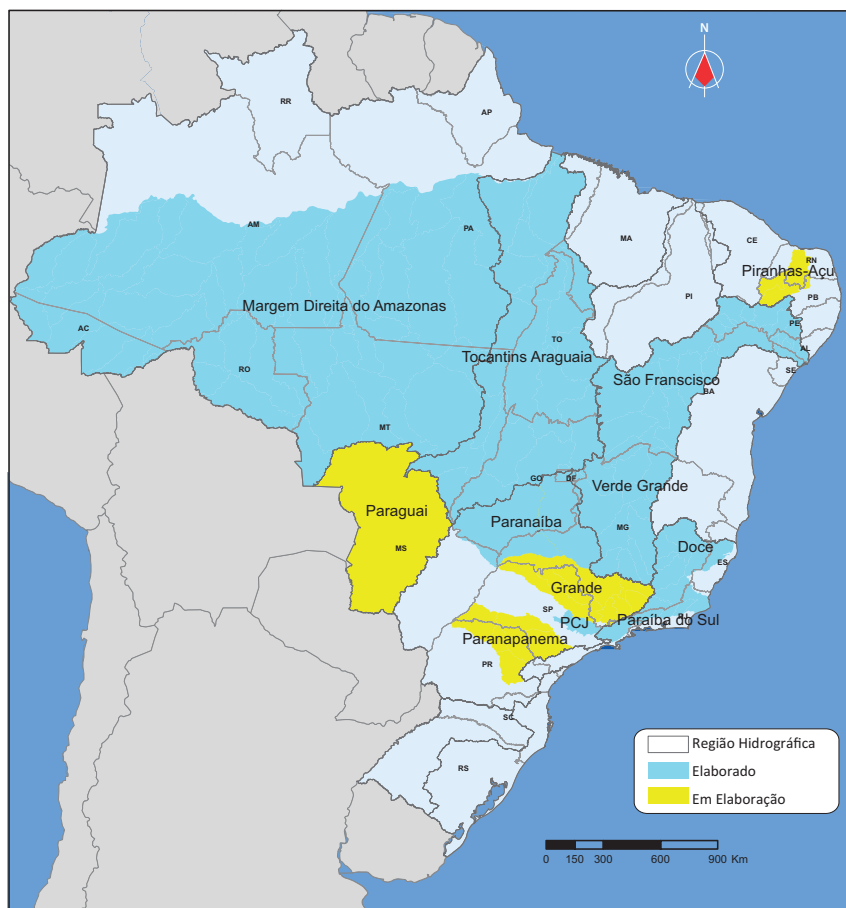 N
RR
AP
AM
PA
MA
CE
RN
Piranhas-Açu
PB
PI
Margem Direita do Amazonas
AC
TO
PE
Tocantins Araguaia
AL
RO
São Franscisco
SE
BA
MT
GO
DF
Verde Grande
Paraguai
Paranaíba
MG
MS
Doce
ES
Grande
SP
PCJ
RJ
Paraíba do Sul
Paranapanema
PR
SC
RS
Região Hidrográfica
Elaborado
Em Elaboração
0 150 300 600 900 Km